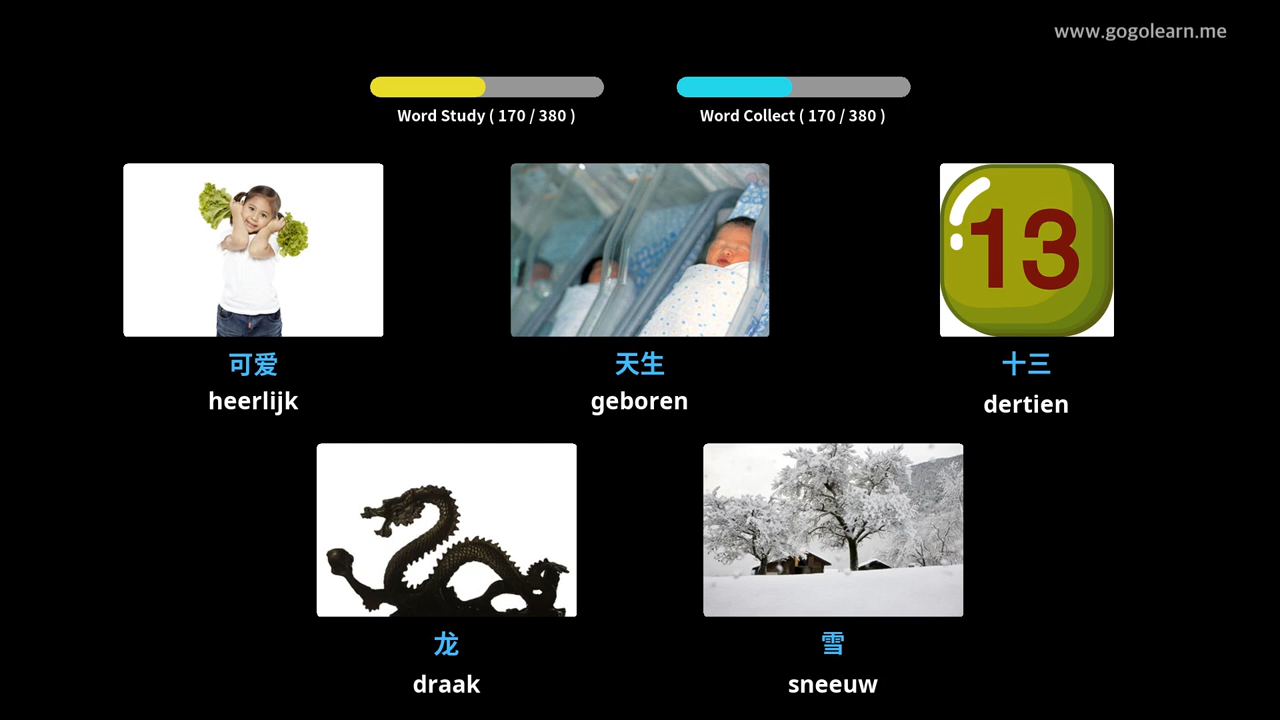 www.gogolearn.me
Word Study ( 170 / 380 )
Word Collect ( 170 / 380 )
13
可爱
heerlijk
天生
geboren
十三
dertien
龙
draak
雪
sneeuw